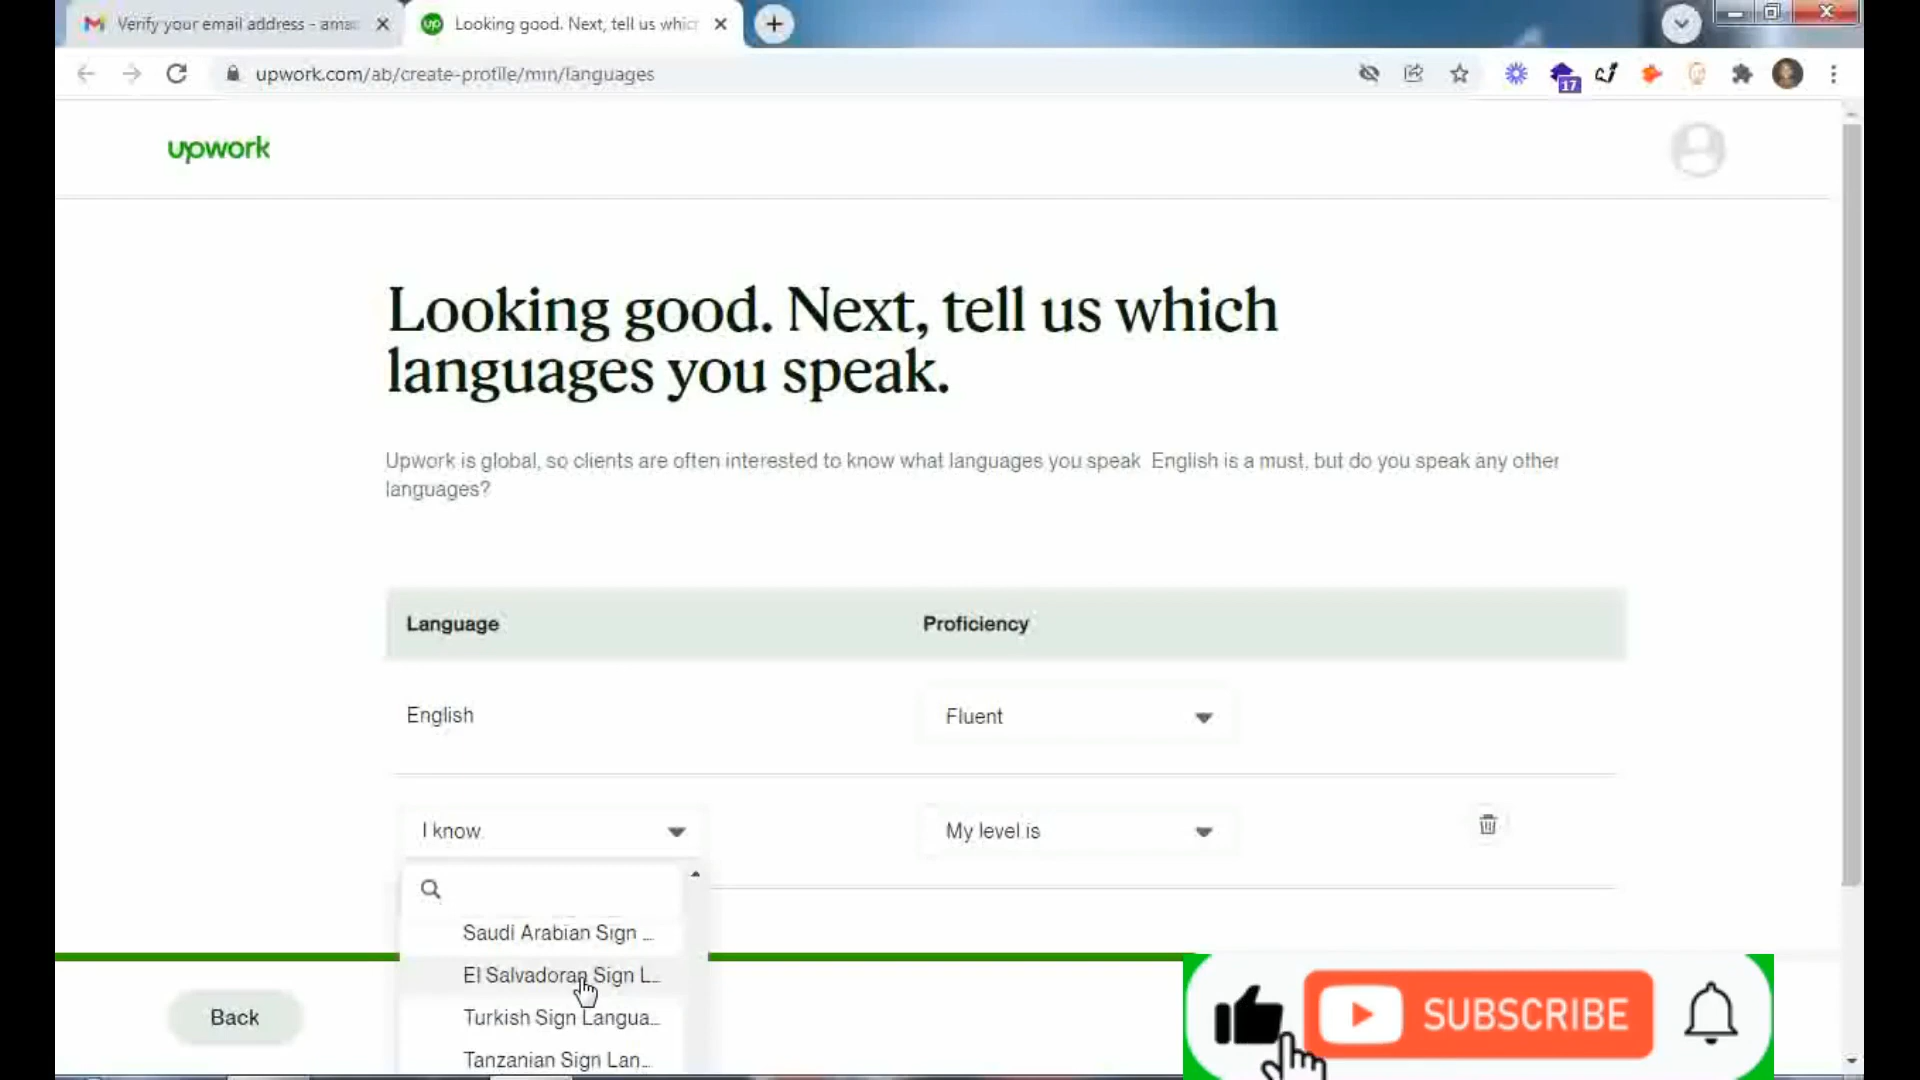 Verify your email address - ama
Looking good. Next, tell us whic
upwork.com/ab/create-profile/min/languages
17
upwork
Looking good. Next, tell us which
languages you speak.
Upwork is global, so clients are often interested to know what languages you speak English is a must, but do you speak any other
languages?
Language
Proficiency
English
Fluent
I know
My level is
Saudi Arabian Sign ...
El Salvadoran Sign L...
Turkish Sign Langua...
Tanzanian Sign Lan...
Back
SUBSCRIBE